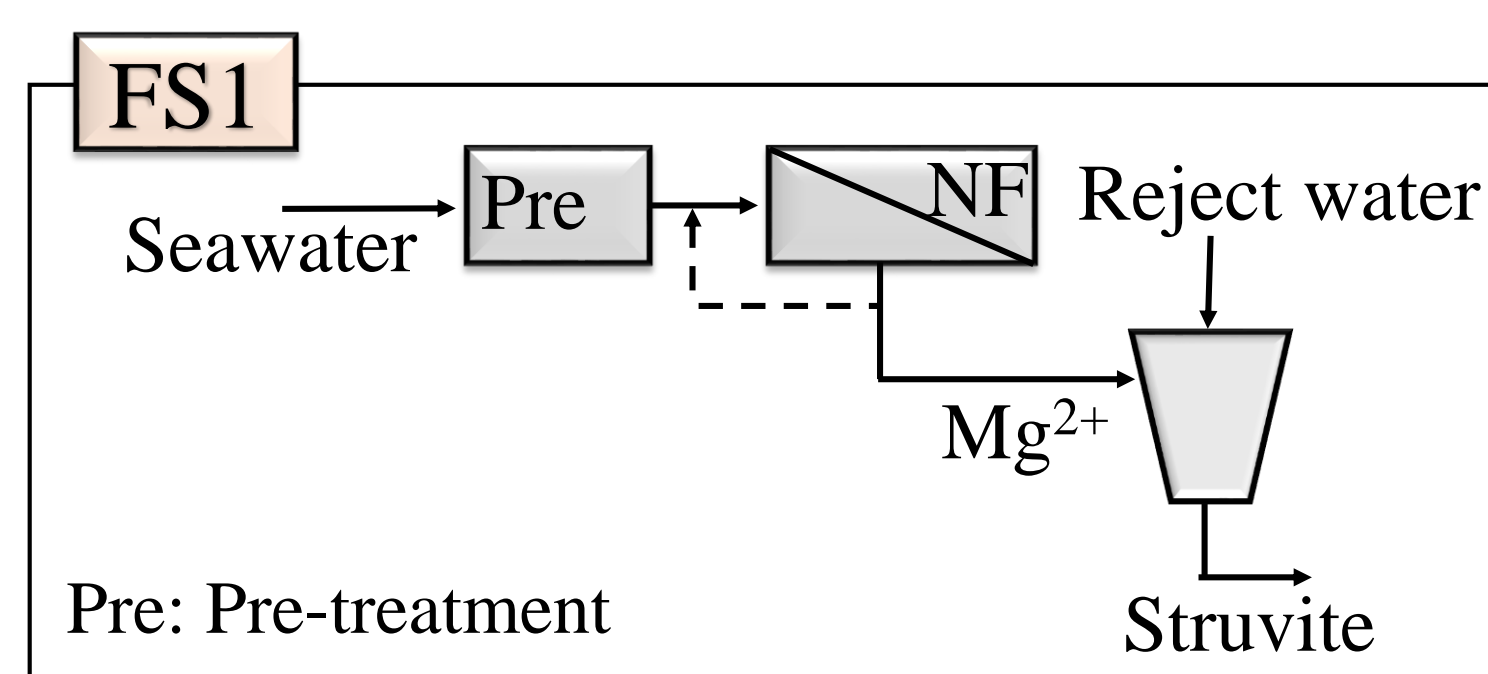 FS1
Pre
NF
Reject water
Seawater
Mg²⁺
Pre: Pre-treatment
Struvite